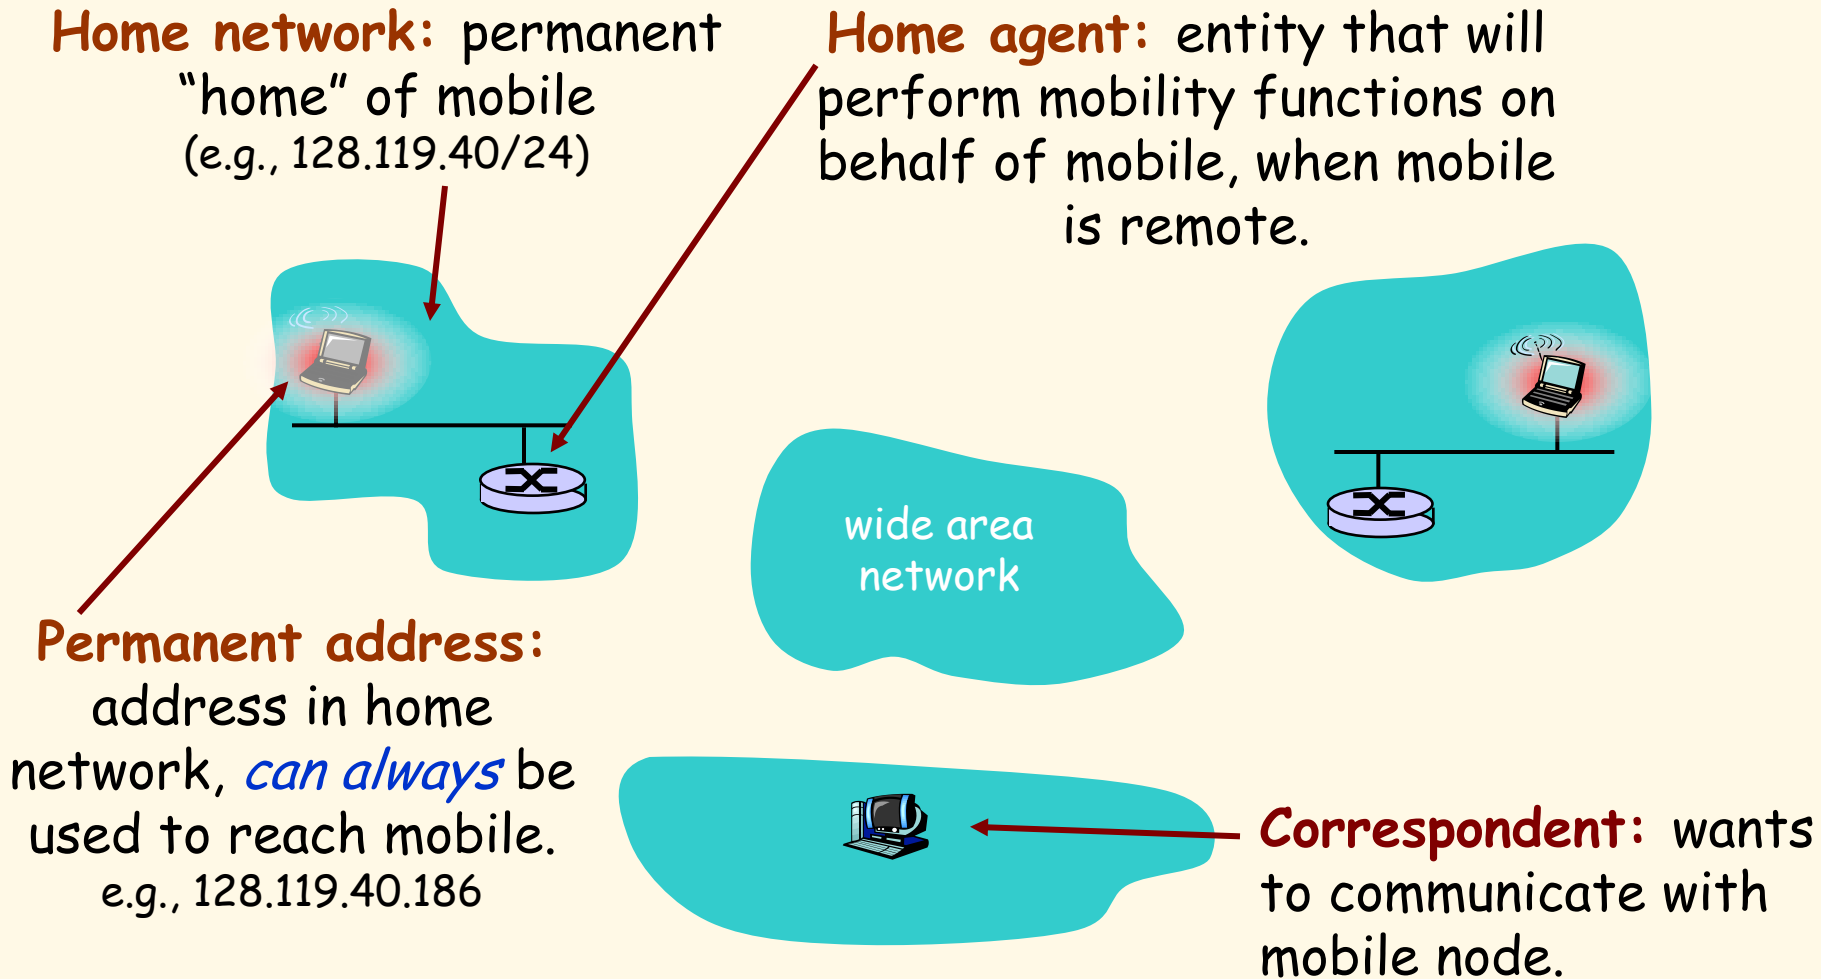 Home network: permanent
“home” of mobile
(e.g., 128.119.40/24)
Home agent: entity that will
perform mobility functions on
behalf of mobile, when mobile
is remote.
wide area
network
Permanent address:
address in home
network, can always be
used to reach mobile.
e.g., 128.119.40.186
Correspondent: wants
to communicate with
mobile node.